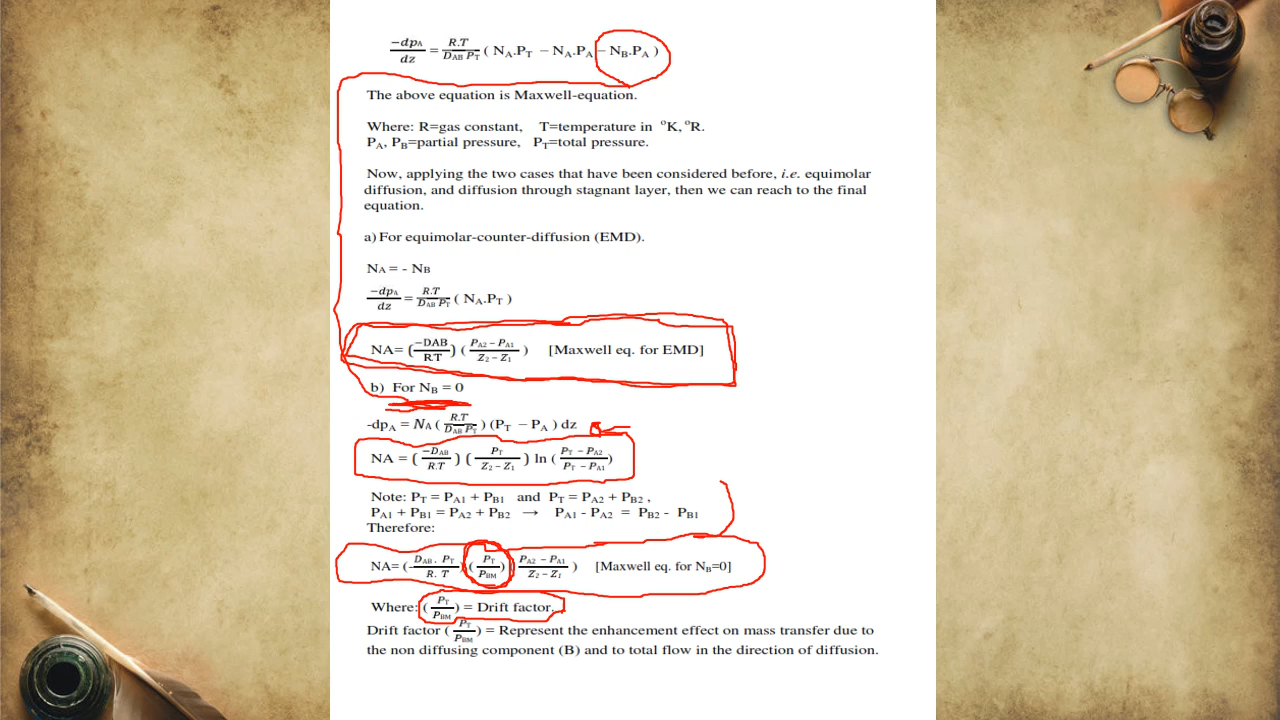 −dpA/dz = R.T/DAB PT ( NA.PT − NA.PA − NB.PA )
The above equation is Maxwell-equation.
Where: R=gas constant, T=temperature in °K,°R.
PA, PB=partial pressure, PT=total pressure.
Now, applying the two cases that have been considered before, i.e. equimolar
diffusion, and diffusion through stagnant layer, then we can reach to the final
equation.
a) For equimolar-counter-diffusion (EMD).
NA = - NB
−dpA/dz = R.T/DAB PT ( NA.PT )
NA= (−DAB/R.T) ( PA2 − PA1/Z2 − Z1 ) [Maxwell eq. for EMD]
b) For NB = 0
-dpA = NA ( R.T/DAB PT ) (PT − PA ) dz
NA = ( −DAB/R.T ) ( PT/Z2 − Z1 ) ln ( PT − PA2/PT − PA1 )
Note: PT = PA1 + PB1 and PT = PA2 + PB2 ,
PA1 + PB1 = PA2 + PB2 → PA1 - PA2 = PB2 - PB1
Therefore:
NA= (- DAB . PT/R. T ) ( PT/PBM ) ( PA2 − PA1/Z2 − Z1 ) [Maxwell eq. for NB=0]
Where: ( PT/PBM ) = Drift factor.
Drift factor ( PT/PBM ) = Represent the enhancement effect on mass transfer due to
the non diffusing component (B) and to total flow in the direction of diffusion.